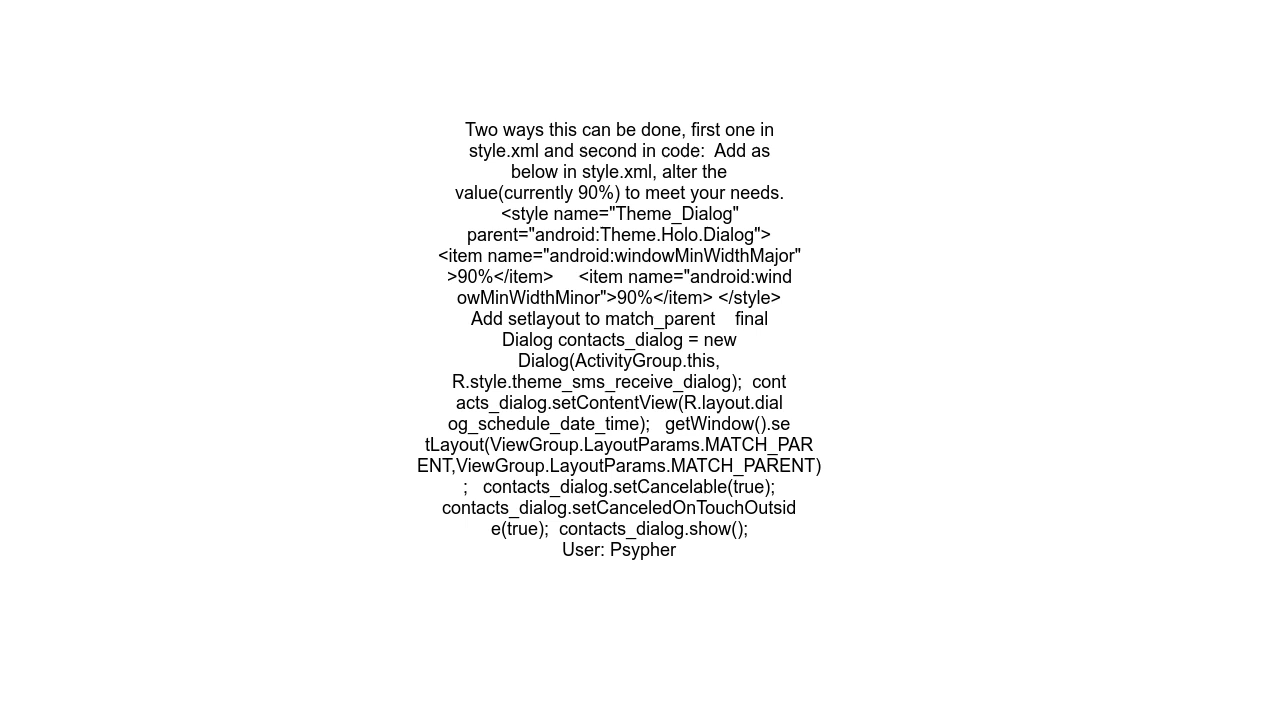 Two ways this can be done, first one in
style.xml and second in code:  Add as
below in style.xml, alter the
value(currently 90%) to meet your needs.
<style name="Theme_Dialog"
parent="android:Theme.Holo.Dialog">
<item name="android:windowMinWidthMajor"
>90%</item>     <item name="android:wind
owMinWidthMinor">90%</item> </style>
Add setlayout to match_parent    final
Dialog contacts_dialog = new
Dialog(ActivityGroup.this,
R.style.theme_sms_receive_dialog);  cont
acts_dialog.setContentView(R.layout.dial
og_schedule_date_time);   getWindow().se
tLayout(ViewGroup.LayoutParams.MATCH_PAR
ENT,ViewGroup.LayoutParams.MATCH_PARENT)
;   contacts_dialog.setCancelable(true);
contacts_dialog.setCanceledOnTouchOutsid
e(true);  contacts_dialog.show();
User: Psypher